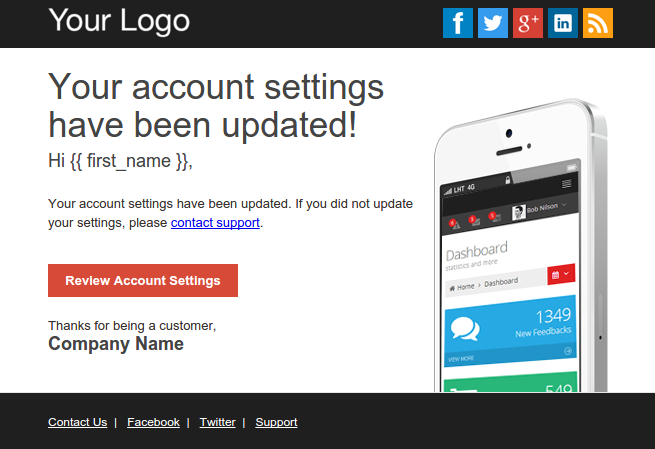 Your Logo
Your account settings
have been updated!
Hi {{ first_name }},
Your account settings have been updated. If you did not update
your settings, please contact support.
Review Account Settings
Thanks for being a customer,
Company Name
LHT 4G
Bob Nilson
Dashboard
statistics and more
Home > Dashboard
1349
New Feedbacks
VIEW MORE
549
Contact Us | Facebook | Twitter | Support